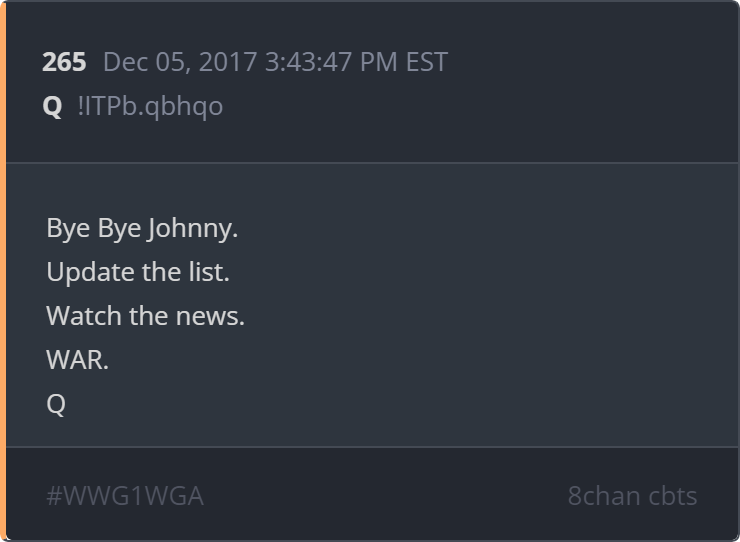 265 Dec 05, 2017 3:43:47 PM EST
Q !ITPb.qbhqo
Bye Bye Johnny.
Update the list.
Watch the news.
WAR.
Q
#WWG1WGA 8chan cbts